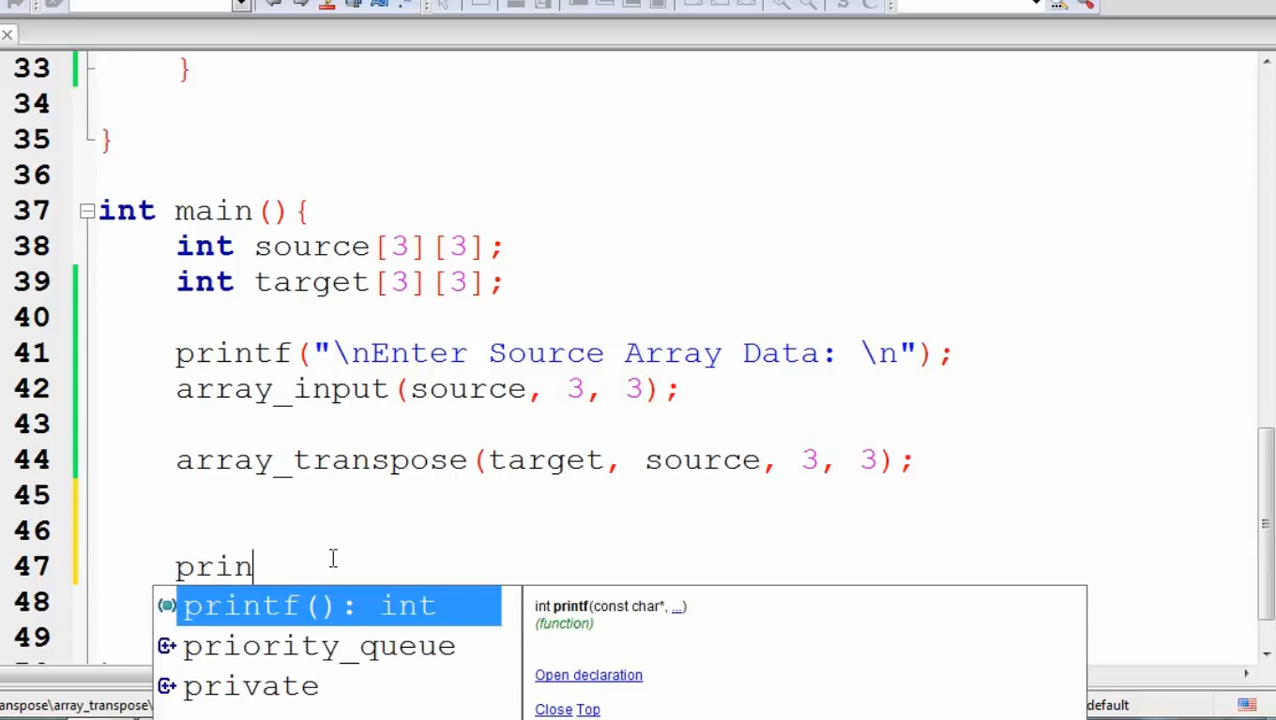 33 }
34
35 }
36
37 int main(){
38 int source[3][3];
39 int target[3][3];
40
41 printf("\nEnter Source Array Data: \n");
42 array_input(source, 3, 3);
43
44 array_transpose(target, source, 3, 3);
45
46
47 prin
48 printf(): int
int printf(const char*, ...)
(function)
49 priority_queue
private
Open declaration
Close Top
anspose\array_transpose\
default